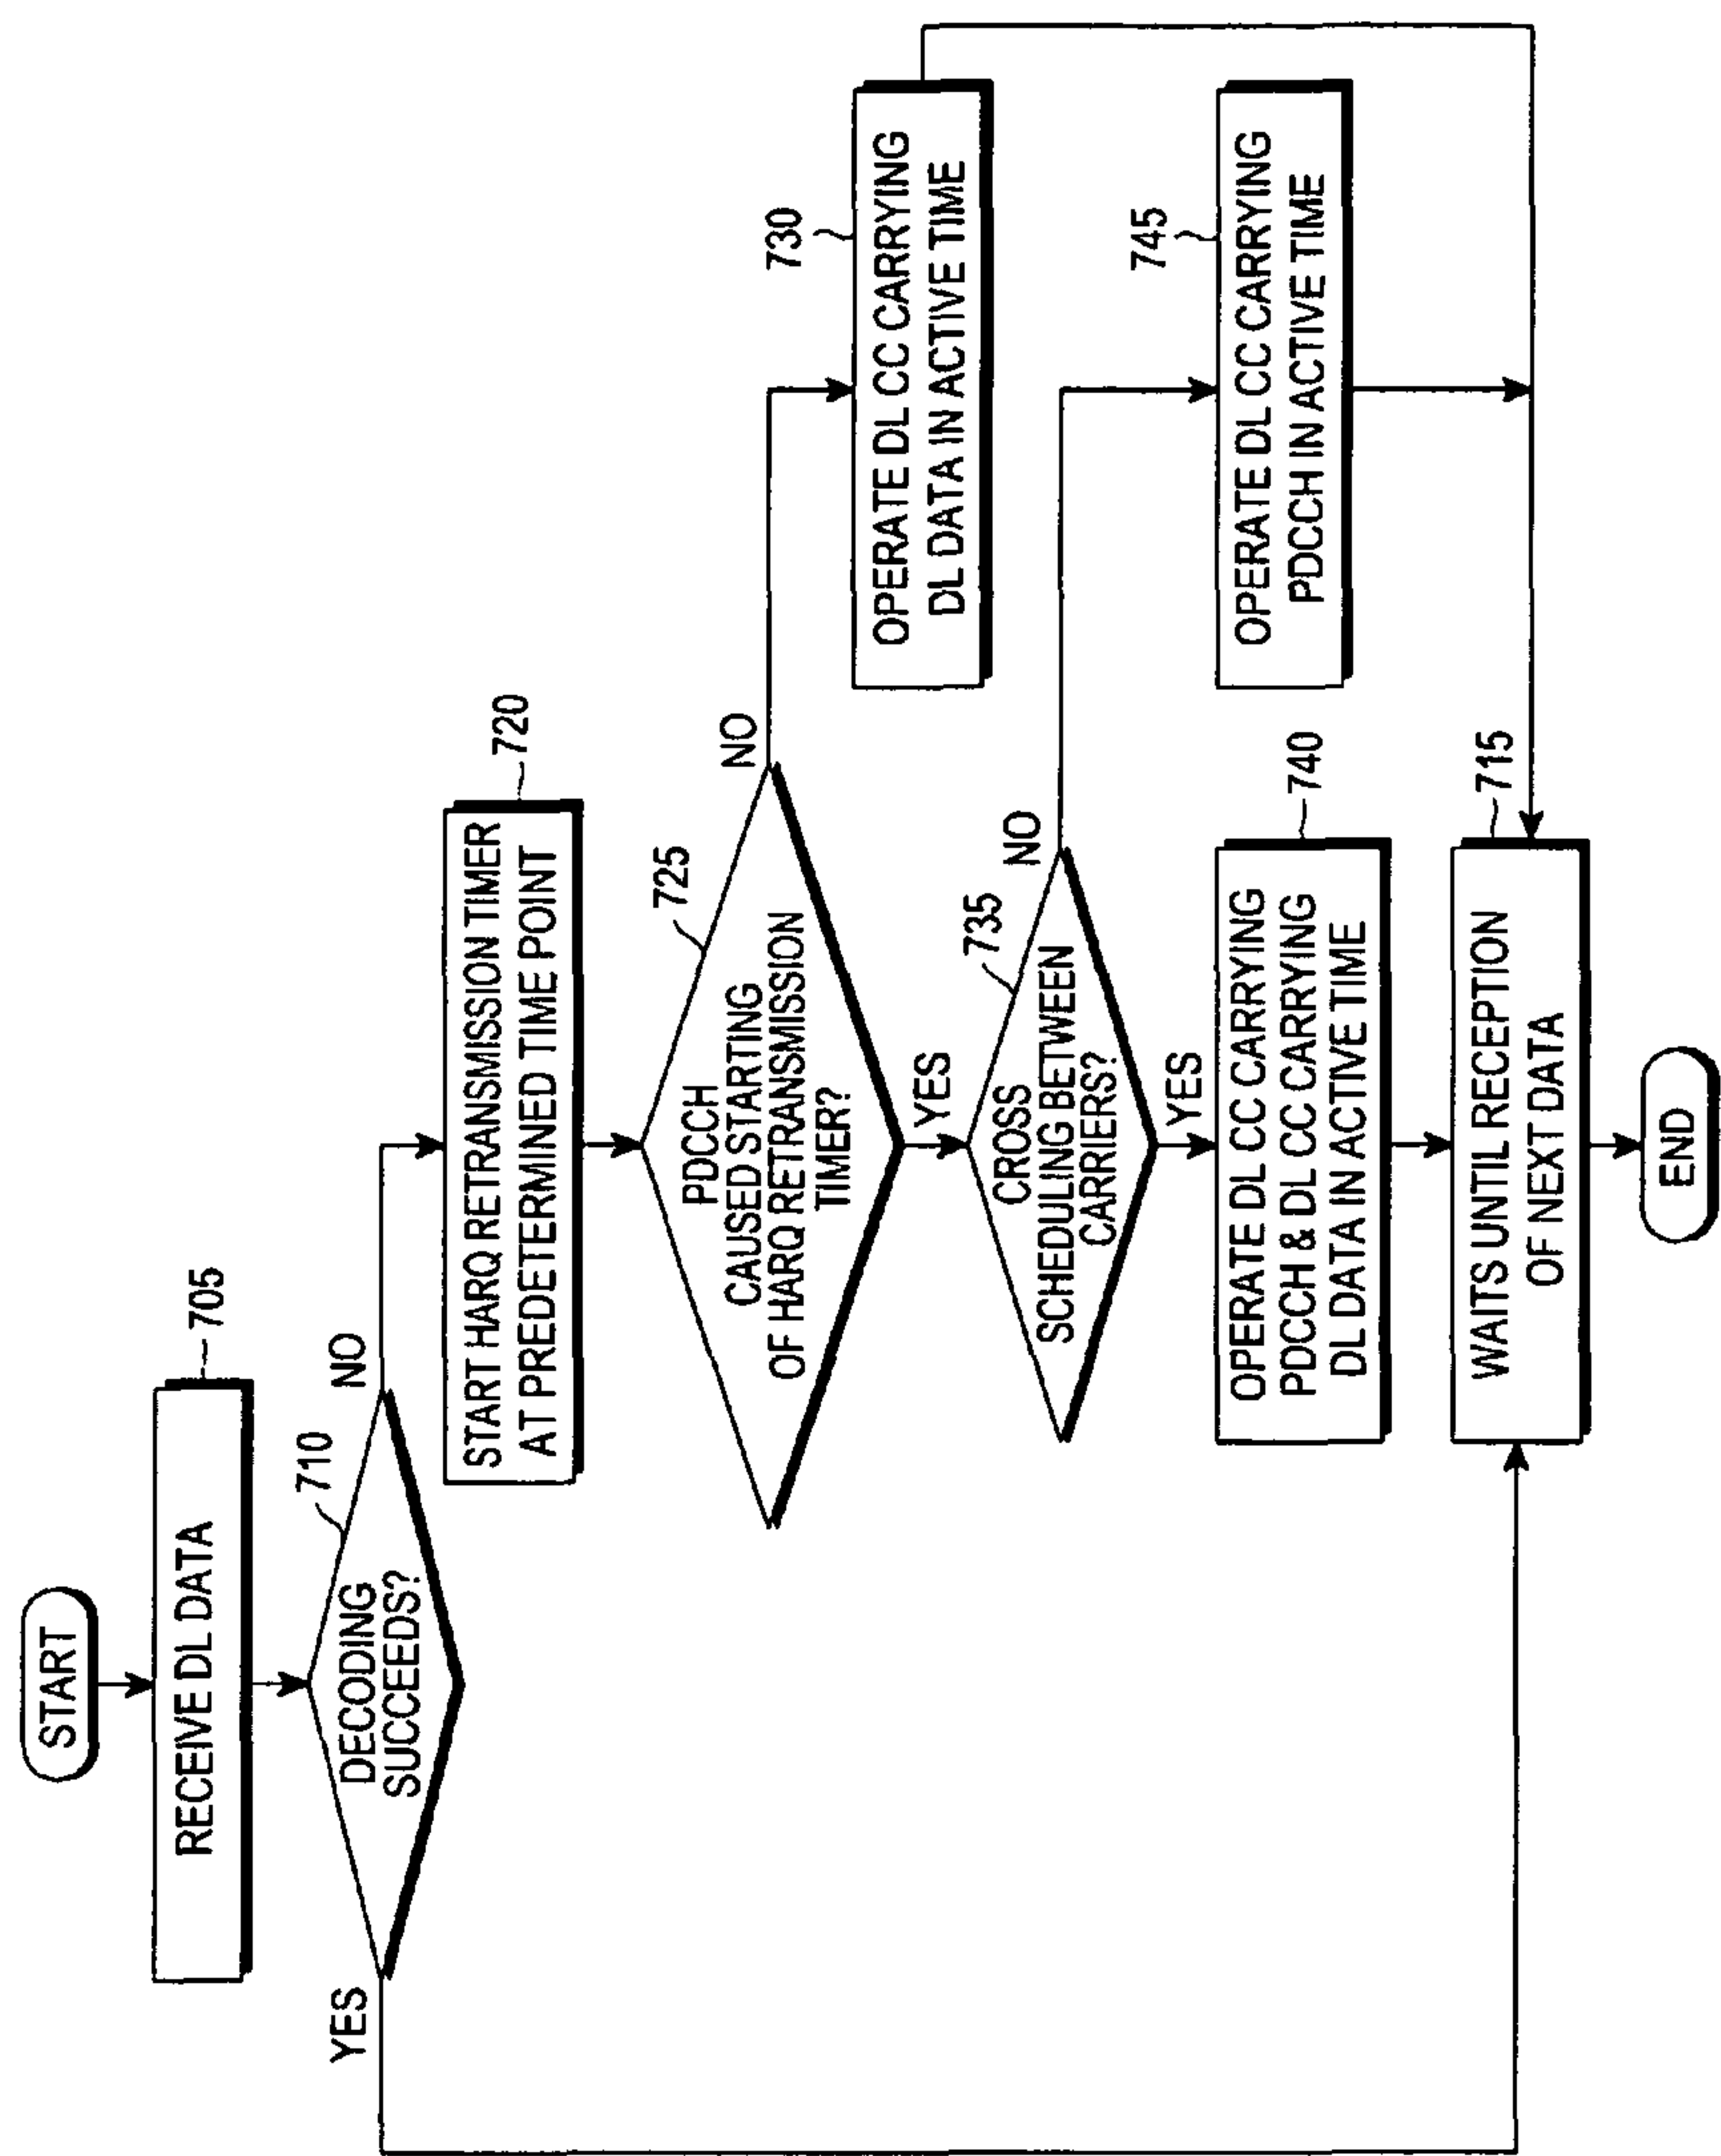 START
RECEIVE DL DATA
705
DECODING
SUCCEEDS?
710
YES
NO
START HARQ RETRANSMISSION TIMER
AT PREDETERMINED TIME POINT
720
PDCCH
CAUSED STARTING
OF HARQ RETRANSMISSION
TIMER?
725
NO
YES
OPERATE DL CC CARRYING
DL DATA IN ACTIVE TIME
730
CROSS
SCHEDULING BETWEEN
CARRIERS?
735
NO
YES
OPERATE DL CC CARRYING
PDCCH & DL CC CARRYING
DL DATA IN ACTIVE TIME
740
OPERATE DL CC CARRYING
PDCCH IN ACTIVE TIME
745
WAITS UNTIL RECEPTION
OF NEXT DATA
715
END